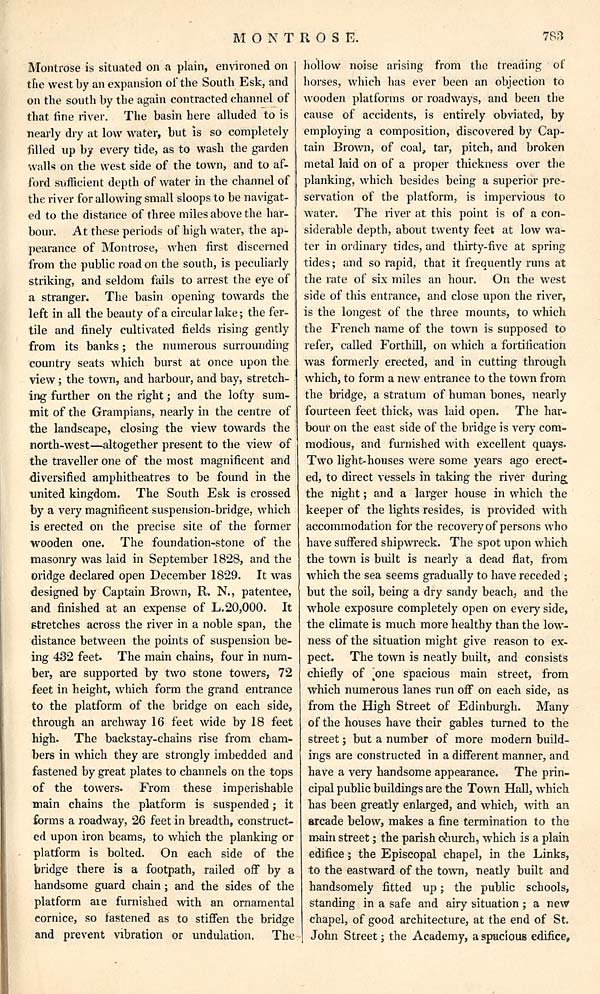 MONTROSE.
783
Montrose is situated on a plain, environed on
the west by an expansion of the South Esk, and
on the south by the again contracted channel of
that fine river. The basin here alluded to is
nearly dry at low water, but is so completely
filled up by every tide, as to wash the garden
walls on the west side of the town, and to af-
ford sufficient depth of water in the channel of
the river for allowing small sloops to be navigat-
ed to the distance of three miles above the har-
bour. At these periods of high water, the ap-
pearance of Montrose, when first discerned
from the public road on the south, is peculiarly
striking, and seldom fails to arrest the eye of
a stranger. The basin opening towards the
left in all the beauty of a circular lake; the fer-
tile and finely cultivated fields rising gently
from its banks; the numerous surrounding
country seats which burst at once upon the
view; the town, and harbour, and bay, stretch-
ing further on the right; and the lofty sum-
mit of the Grampians, nearly in the centre of
the landscape, closing the view towards the
north-west—altogether present to the view of
the traveller one of the most magnificent and
diversified amphitheatres to be found in the
united kingdom. The South Esk is crossed
by a very magnificent suspension-bridge, which
is erected on the precise site of the former
wooden one. The foundation-stone of the
masonry was laid in September 1828, and the
oridge declared open December 1829. It was
designed by Captain Brown, R. N., patentee,
and finished at an expense of L.20,000. It
stretches across the river in a noble span, the
distance between the points of suspension be-
ing 432 feet. The main chains, four in num-
ber, are supported by two stone towers, 72
feet in height, which form the grand entrance
to the platform of the bridge on each side,
through an archway 16 feet wide by 18 feet
high. The backstay-chains rise from cham-
bers in which they are strongly imbedded and
fastened by great plates to channels on the tops
of the towers. From these imperishable
main chains the platform is suspended; it
forms a roadway, 26 feet in breadth, construct-
ed upon iron beams, to which the planking or
platform is bolted. On each side of the
bridge there is a footpath, railed off by a
handsome guard chain; and the sides of the
platform are furnished with an ornamental
cornice, so fastened as to stiffen the bridge
and prevent vibration or undulation. The
hollow noise arising from the treading of
horses, which has ever been an objection to
wooden platforms or roadways, and been the
cause of accidents, is entirely obviated, by
employing a composition, discovered by Cap-
tain Brown, of coal, tar, pitch, and broken
metal laid on of a proper thickness over the
planking, which besides being a superior pre-
servation of the platform, is impervious to
water. The river at this point is of a con-
siderable depth, about twenty feet at low wa-
ter in ordinary tides, and thirty-five at spring
tides; and so rapid, that it frequently runs at
the rate of six miles an hour. On the west
side of this entrance, and close upon the river,
is the longest of the three mounts, to which
the French name of the town is supposed to
refer, called Forthill, on which a fortification
was formerly erected, and in cutting through
which, to form a new entrance to the town from
the bridge, a stratum of human bones, nearly
fourteen feet thick, was laid open. The har-
bour on the east side of the bridge is very com-
modious, and furnished with excellent quays.
Two light-houses were some years ago erect-
ed, to direct vessels in taking the river during
the night; and a larger house in which the
keeper of the lights resides, is provided with
accommodation for the recovery of persons who
have suffered shipwreck. The spot upon which
the town is built is nearly a dead flat, from
which the sea seems gradually to have receded;
but the soil, being a dry sandy beach, and the
whole exposure completely open on every side,
the climate is much more healthy than the low-
ness of the situation might give reason to ex-
pect. The town is neatly built, and consists
chiefly of one spacious main street, from
which numerous lanes run off on each side, as
from the High Street of Edinburgh. Many
of the houses have their gables turned to the
street; but a number of more modern build-
ings are constructed in a different manner, and
have a very handsome appearance. The prin-
cipal public buildings are the Town Hall, which
has been greatly enlarged, and which, with an
arcade below, makes a fine termination to the
main street; the parish church, which is a plain
edifice; the Episcopal chapel, in the Links,
to the eastward of the town, neatly built and
handsomely fitted up; the public schools,
standing in a safe and airy situation; a new
chapel, of good architecture, at the end of St.
John Street; the Academy, a spacious edifice,